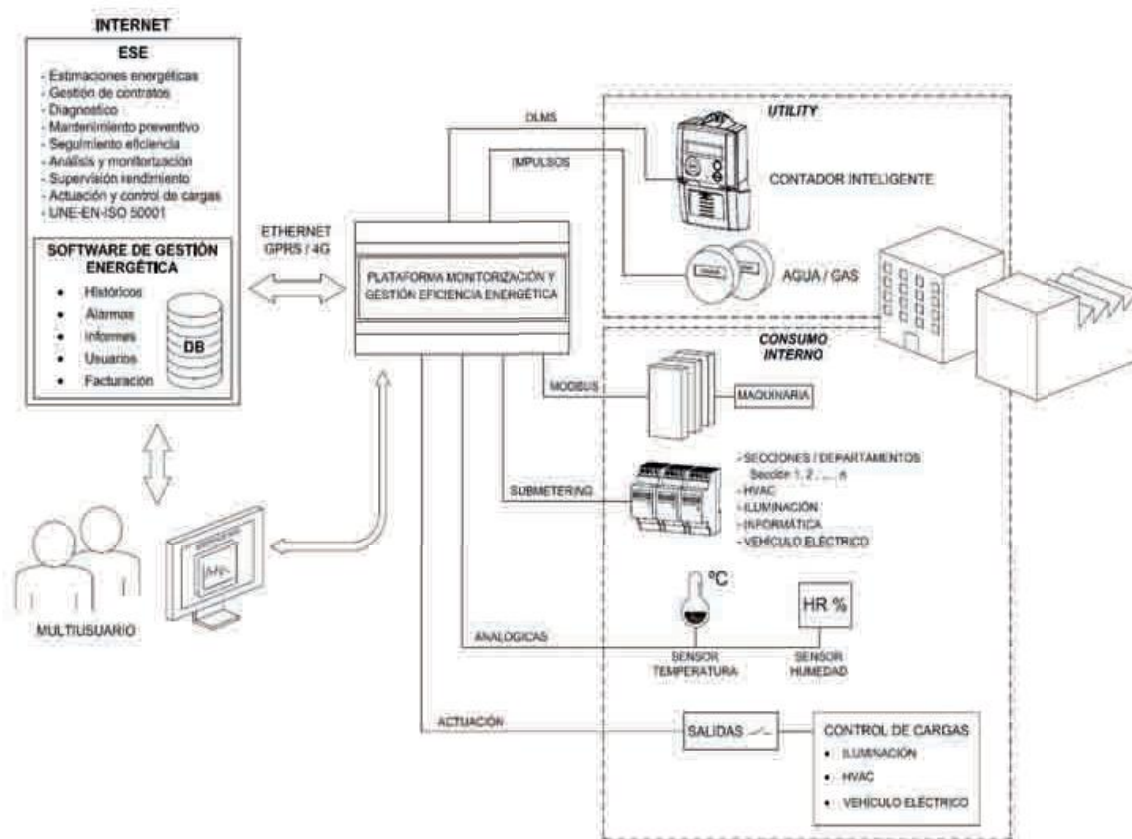 INTERNET
ESE
- Estimaciones energéticas
- Gestión de contratos
- Diagnostico
- Mantenimiento preventivo
- Seguimiento eficiencia
- Análisis y monitorización
- Supervisión rendimiento
- Actuación y control de cargas
- UNE-EN-ISO 50001
SOFTWARE DE GESTIÓN
ENERGÉTICA
• Históricos
• Alarmas
• Informes
• Usuarios
• Facturación
DB
MULTIUSUARIO
ETHERNET
GPRS / 4G
PLATAFORMA MONITORIZACIÓN Y
GESTIÓN EFICIENCIA ENERGÉTICA
DLMS
IMPULSOS
MODBUS
SUBMETERING
ANALÓGICAS
ACTUACIÓN
UTILITY
CONTADOR INTELIGENTE
AGUA / GAS
CONSUMO
INTERNO
MAQUINARIA
- SECCIONES / DEPARTAMENTOS
Sección 1, 2, ..... n
- HVAC
- ILUMINACIÓN
- INFORMÁTICA
- VEHÍCULO ELÉCTRICO
ºC
HR %
SENSOR
TEMPERATURA
SENSOR
HUMEDAD
SALIDAS
CONTROL DE CARGAS
• ILUMINACIÓN
• HVAC
• VEHÍCULO ELÉCTRICO